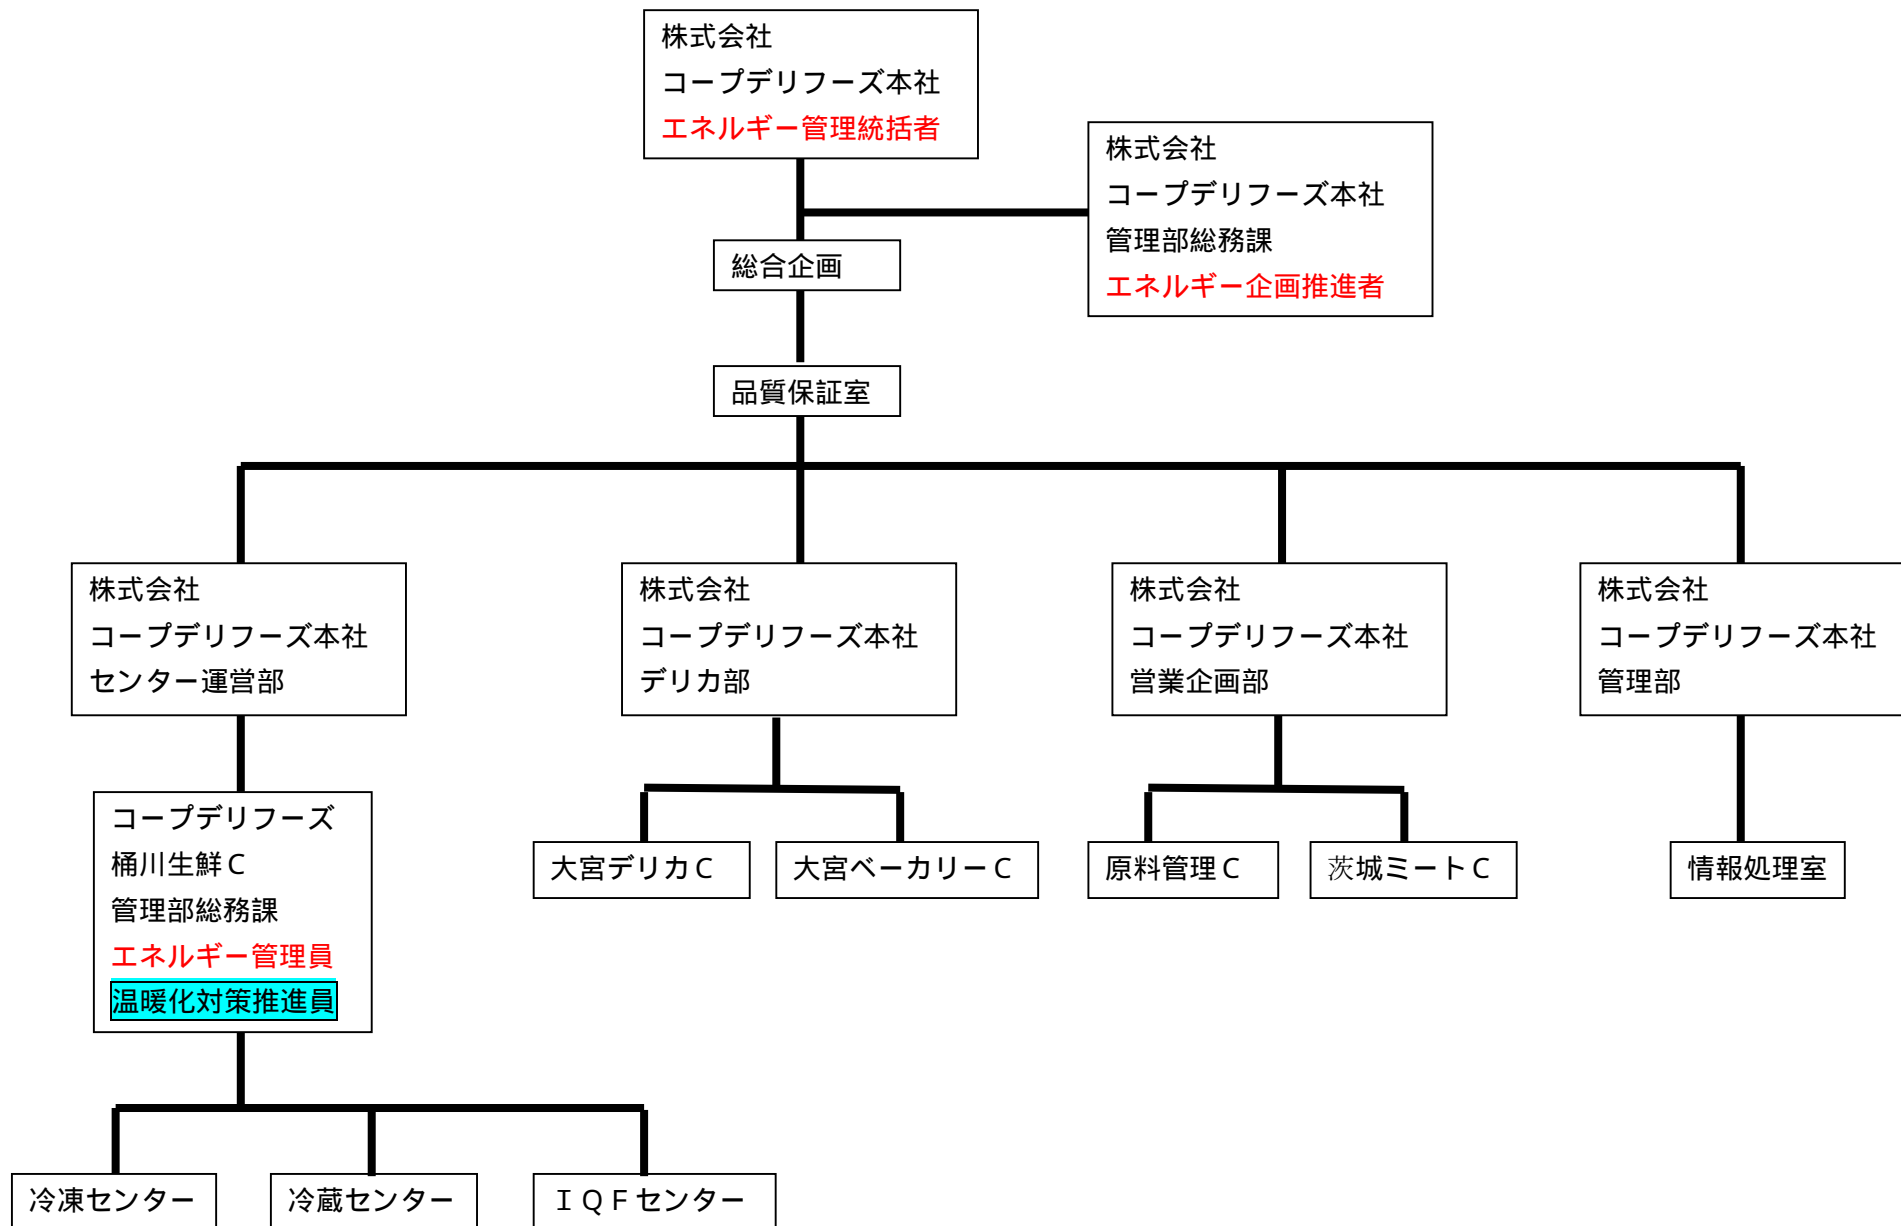 株式会社
コープデリフーズ本社
エネルギー管理統括者
株式会社
コープデリフーズ本社
管理部総務課
エネルギー企画推進者
総合企画
品質保証室
株式会社
コープデリフーズ本社
センター運営部
株式会社
コープデリフーズ本社
デリカ部
株式会社
コープデリフーズ本社
営業企画部
株式会社
コープデリフーズ本社
管理部
コープデリフーズ
桶川生鮮C
管理部総務課
エネルギー管理員
温暖化対策推進員
大宮デリカC
大宮ベーカリーC
原料管理C
茨城ミートC
情報処理室
冷凍センター
冷蔵センター
IQFセンター